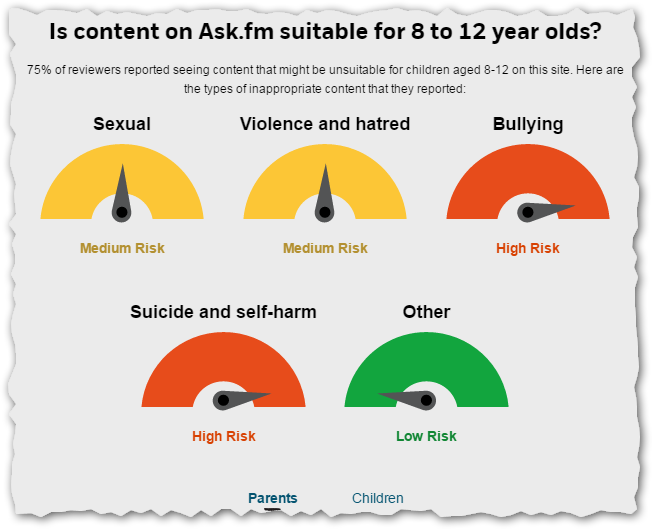 Is content on Ask.fm suitable for 8 to 12 year olds?
75% of reviewers reported seeing content that might be unsuitable for children aged 8-12 on this site. Here are
the types of inappropriate content that they reported:
Sexual
Violence and hatred
Bullying
Medium Risk
Medium Risk
High Risk
Suicide and self-harm
Other
High Risk
Low Risk
Parents
Children